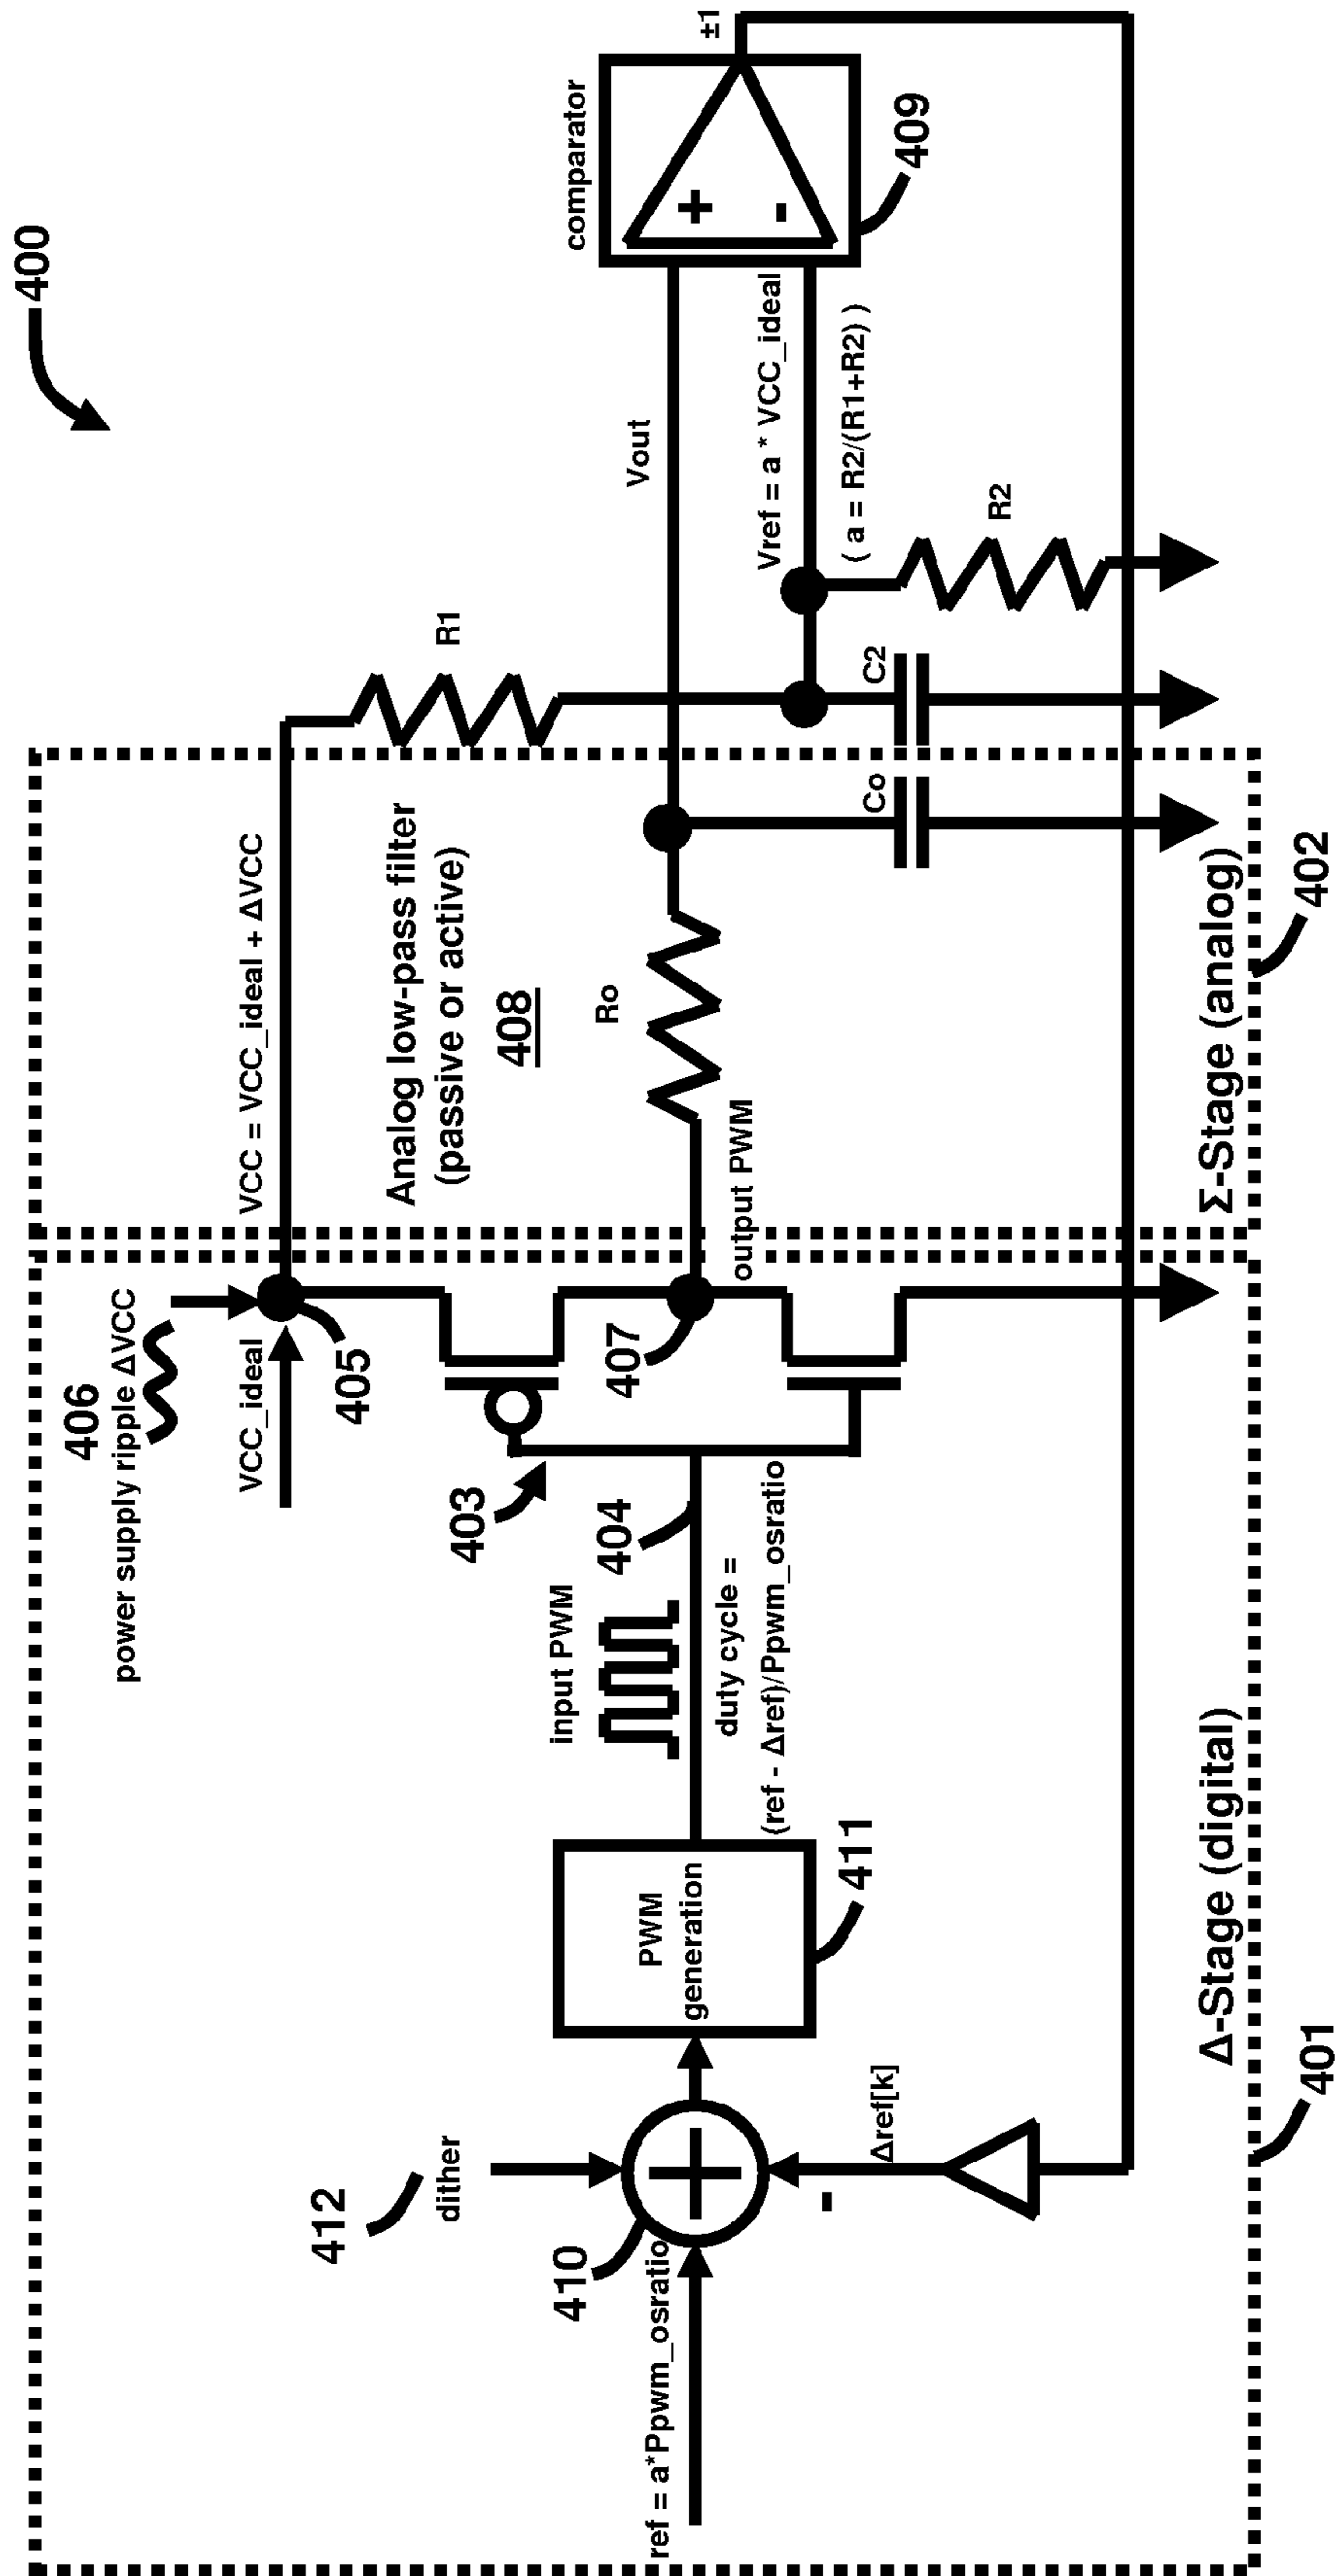 400
406
power supply ripple ΔVCC
VCC_ideal
405
VCC = VCC_ideal + ΔVCC
R1
412
dither
403
Analog low-pass filter
(passive or active)
408
comparator
±1
+
-
409
410
ref = a*Ppwm_osratio
PWM
generation
411
input PWM
404
duty cycle =
(ref - Δref)/Ppwm_osratio
407
output PWM
Ro
Vout
Vref = a * VCC_ideal
( a = R2/(R1+R2) )
Co
C2
R2
-
Δref[k]
Δ-Stage (digital)
401
Σ-Stage (analog)
402